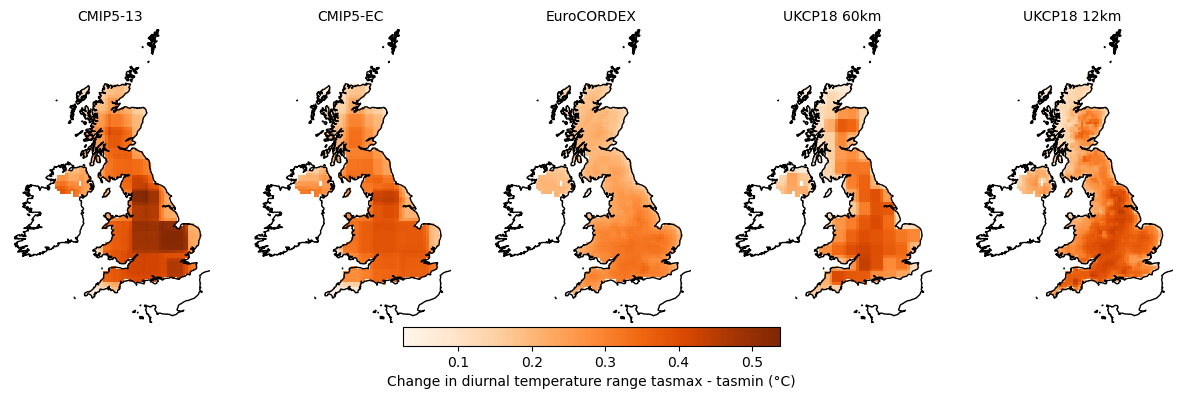 CMIP5-13
CMIP5-EC
EuroCORDEX
UKCP18 60km
UKCP18 12km
0.1
0.2
0.3
0.4
0.5
Change in diurnal temperature range tasmax - tasmin (°C)